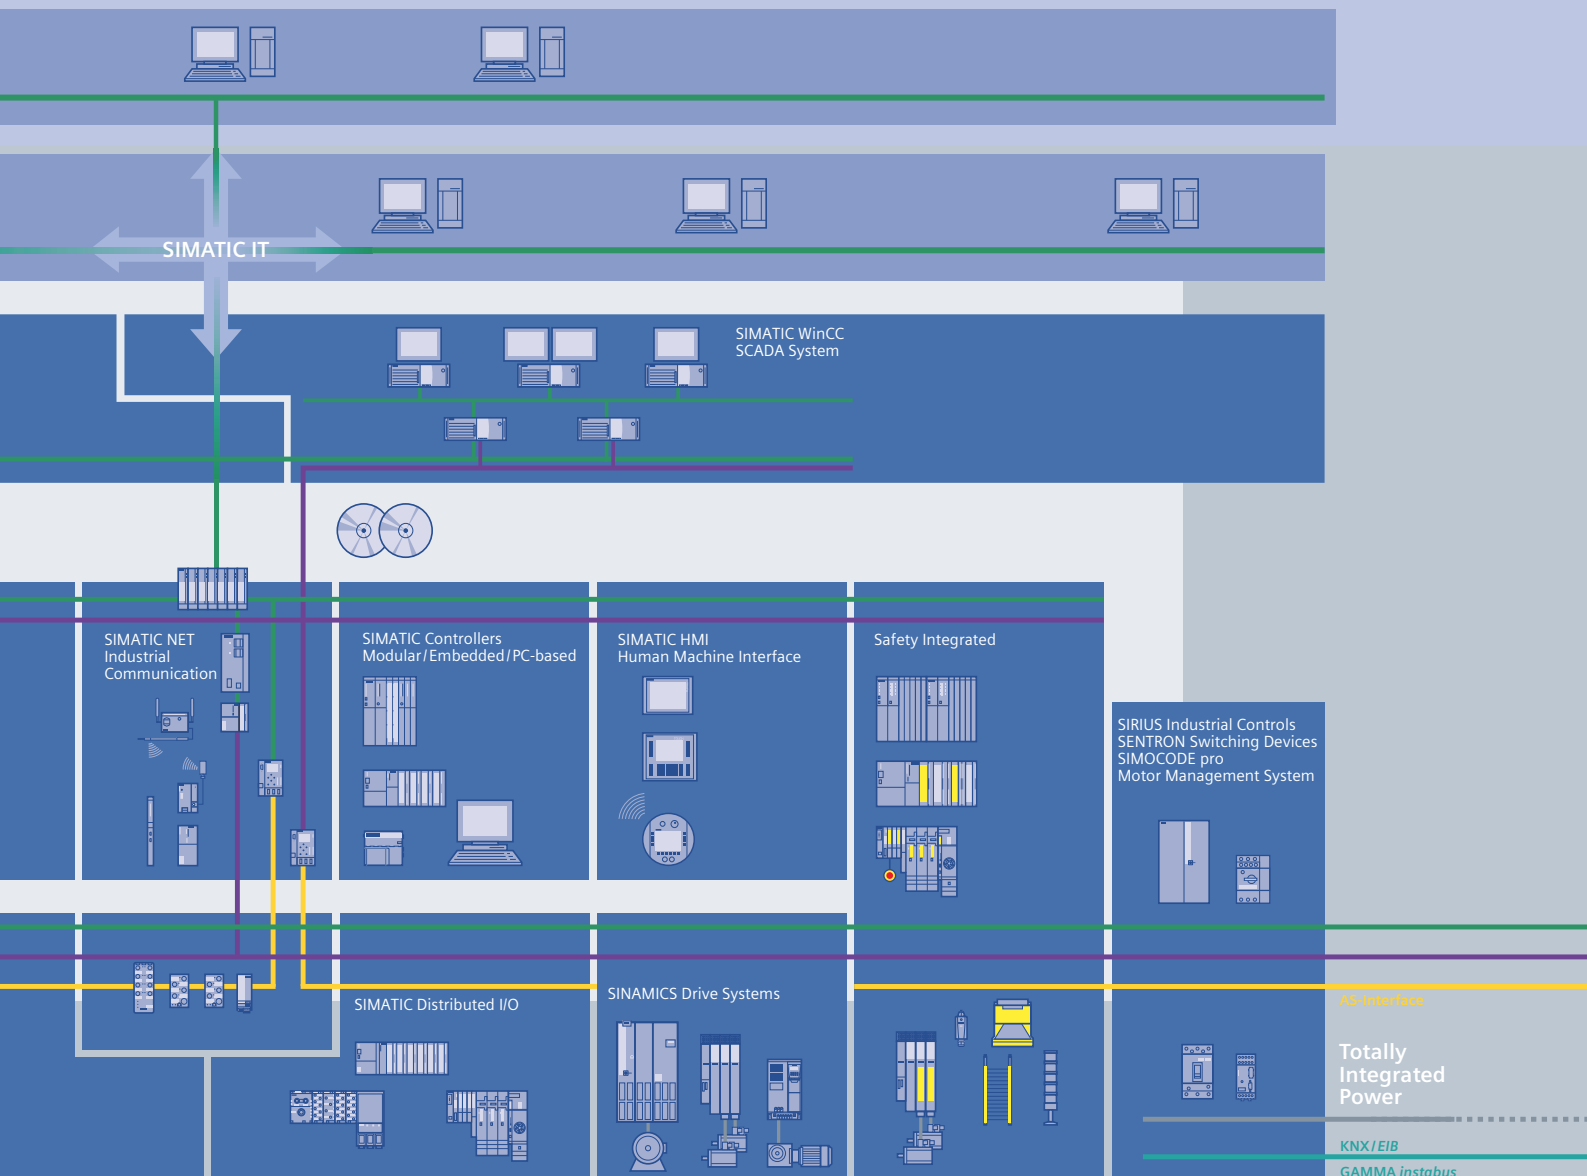 SIMATIC IT
SIMATIC WinCC
SCADA System
SIMATIC NET
Industrial
Communication
SIMATIC Controllers
Modular/Embedded/PC-based
SIMATIC HMI
Human Machine Interface
Safety Integrated
SIRIUS Industrial Controls
SENTRON Switching Devices
SIMOCODE pro
Motor Management System
SIMATIC Distributed I/O
SINAMICS Drive Systems
AS-Interface
Totally
Integrated
Power
KNX/EIB
GAMMA instabus